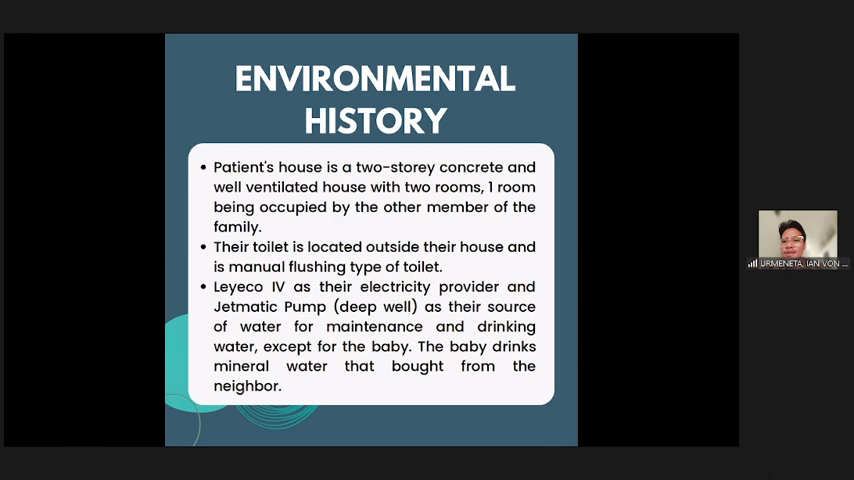 ENVIRONMENTAL
HISTORY
• Patient's house is a two-storey concrete and
well ventilated house with two rooms, 1 room
being occupied by the other member of the
family.
• Their toilet is located outside their house and
is manual flushing type of toilet.
• Leyeco IV as their electricity provider and
Jetmatic Pump (deep well) as their source
of water for maintenance and drinking
water, except for the baby. The baby drinks
mineral water that bought from the
neighbor.
URMENETA, IAN VON ...